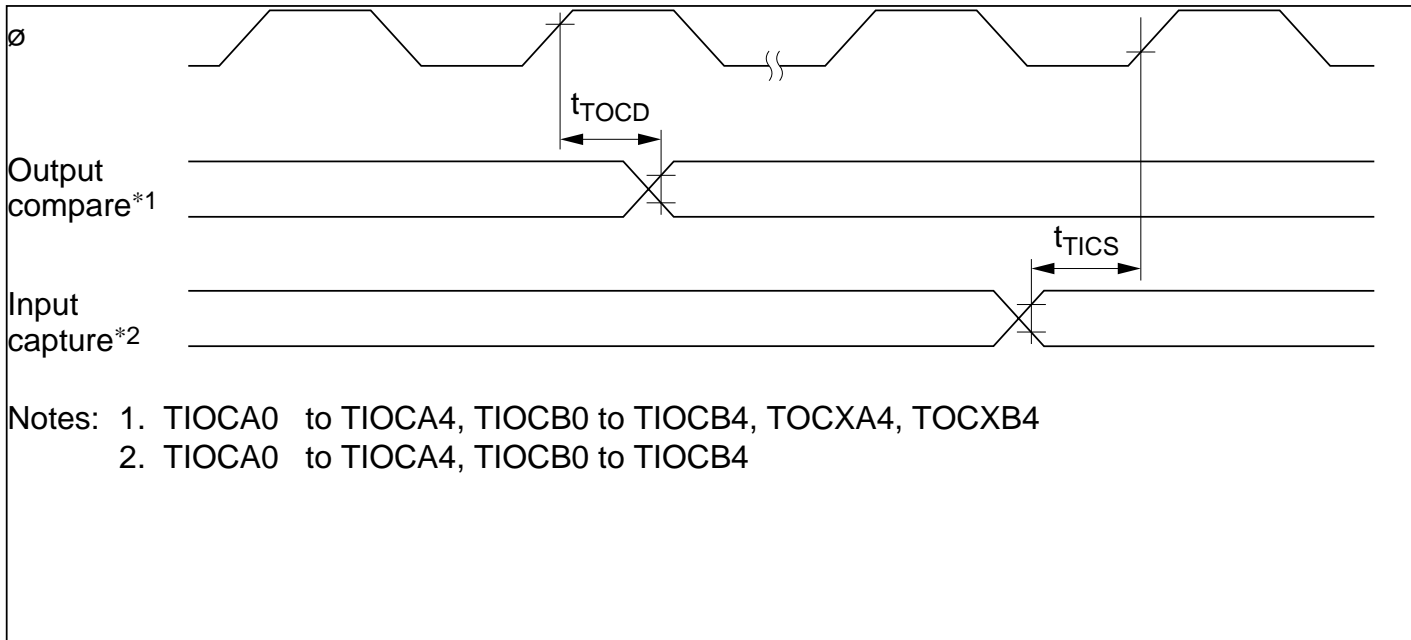 ø
tTOCD
Output
compare*1
tTICS
Input
capture*2
Notes: 1. TIOCA0 to TIOCA4, TIOCB0 to TIOCB4, TOCXA4, TOCXB4
2. TIOCA0 to TIOCA4, TIOCB0 to TIOCB4